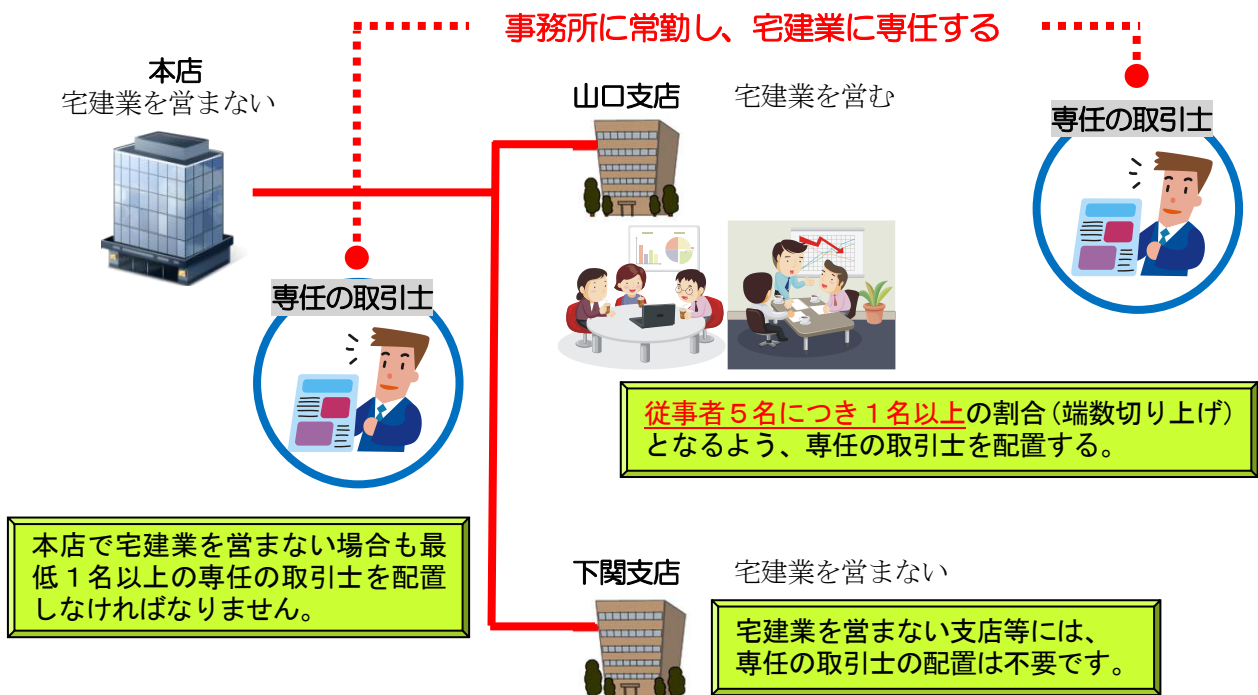 事務所に常勤し、宅建業に専任する
本店
宅建業を営まない
山口支店 宅建業を営む
専任の取引士
専任の取引士
従事者５名につき１名以上の割合(端数切り上げ)
となるよう、専任の取引士を配置する。
本店で宅建業を営まない場合も最
低１名以上の専任の取引士を配置
しなければなりません。
下関支店 宅建業を営まない
宅建業を営まない支店等には、
専任の取引士の配置は不要です。